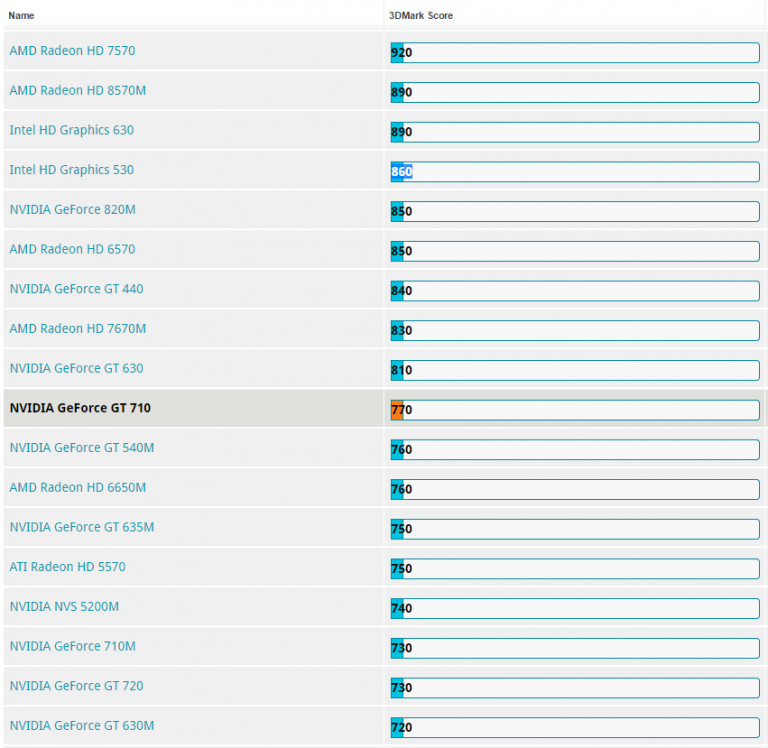 Name 3DMark Score
AMD Radeon HD 7570 920
AMD Radeon HD 8570M 890
Intel HD Graphics 630 890
Intel HD Graphics 530 860
NVIDIA GeForce 820M 850
AMD Radeon HD 6570 850
NVIDIA GeForce GT 440 840
AMD Radeon HD 7670M 830
NVIDIA GeForce GT 630 810
NVIDIA GeForce GT 710 770
NVIDIA GeForce GT 540M 760
AMD Radeon HD 6650M 760
NVIDIA GeForce GT 635M 750
ATI Radeon HD 5570 750
NVIDIA NVS 5200M 740
NVIDIA GeForce 710M 730
NVIDIA GeForce GT 720 730
NVIDIA GeForce GT 630M 720